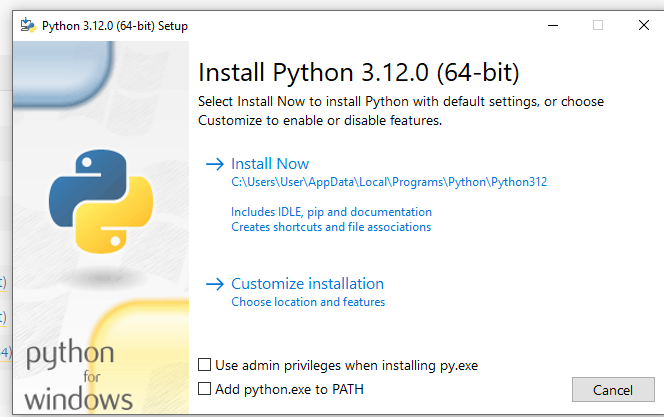 Python 3.12.0 (64-bit) Setup
Install Python 3.12.0 (64-bit)
Select Install Now to install Python with default settings, or choose
Customize to enable or disable features.
Install Now
C:\Users\User\AppData\Local\Programs\Python\Python312
Includes IDLE, pip and documentation
Creates shortcuts and file associations
Customize installation
Choose location and features
Use admin privileges when installing py.exe
Add python.exe to PATH
Cancel
python
for
windows